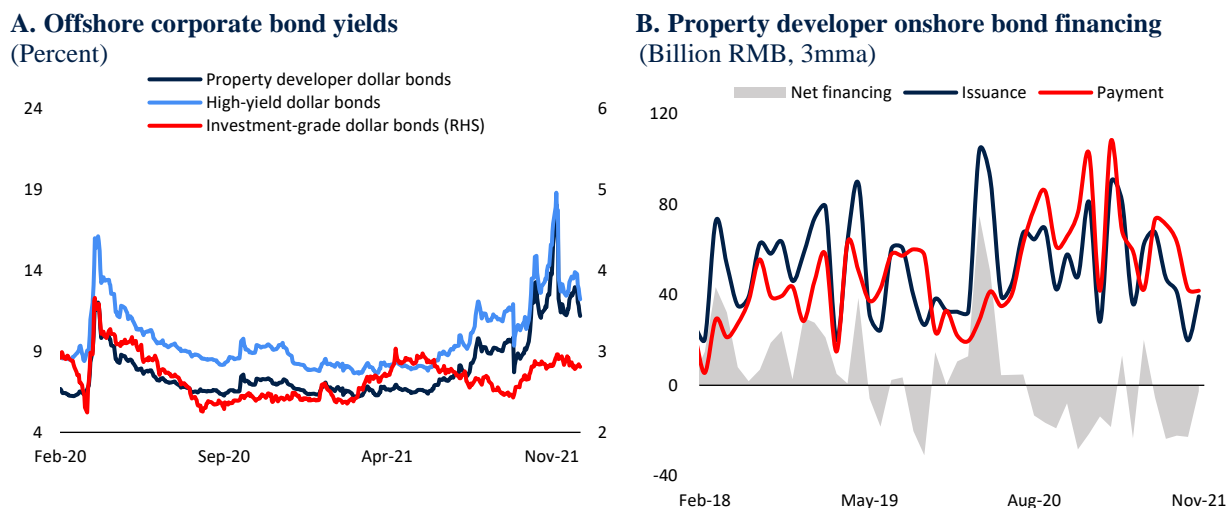 A. Offshore corporate bond yields
(Percent)
Property developer dollar bonds
High-yield dollar bonds
Investment-grade dollar bonds (RHS)
24
19
14
9
4
6
5
4
3
2
Feb-20 Sep-20 Apr-21 Nov-21
B. Property developer onshore bond financing
(Billion RMB, 3mma)
Net financing Issuance Payment
120
80
40
0
-40
Feb-18 May-19 Aug-20 Nov-21